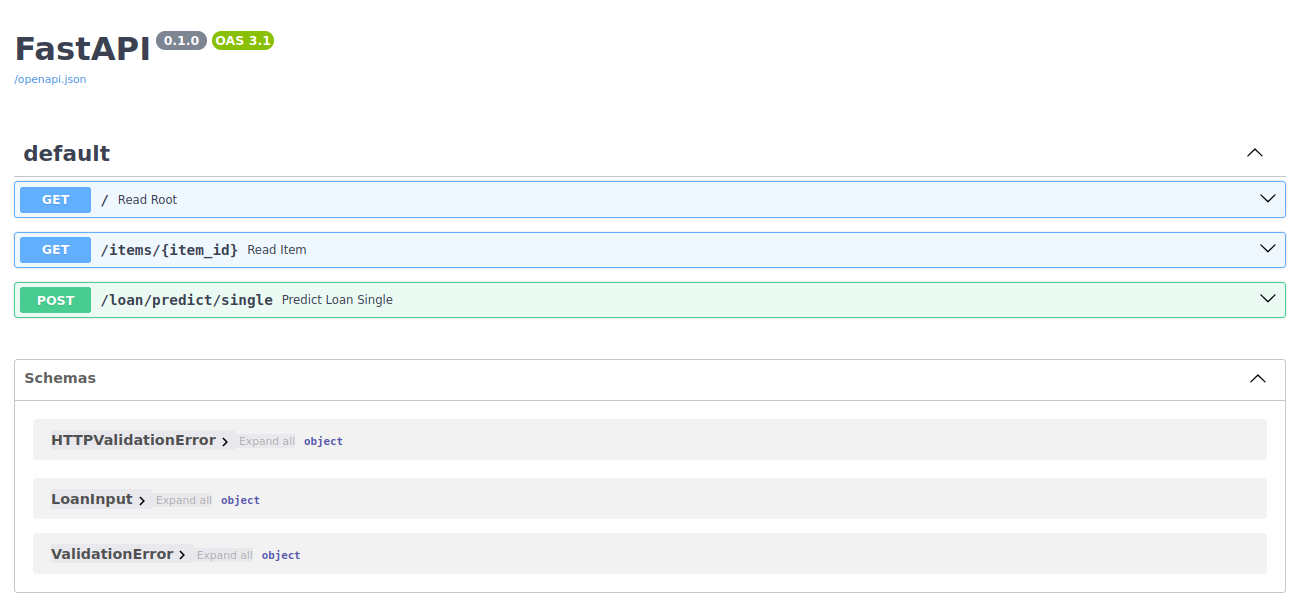 FastAPI 0.1.0 OAS 3.1
/openapi.json
default
GET / Read Root
GET /items/{item_id} Read Item
POST /loan/predict/single Predict Loan Single
Schemas
HTTPValidationError Expand all object
LoanInput Expand all object
ValidationError Expand all object